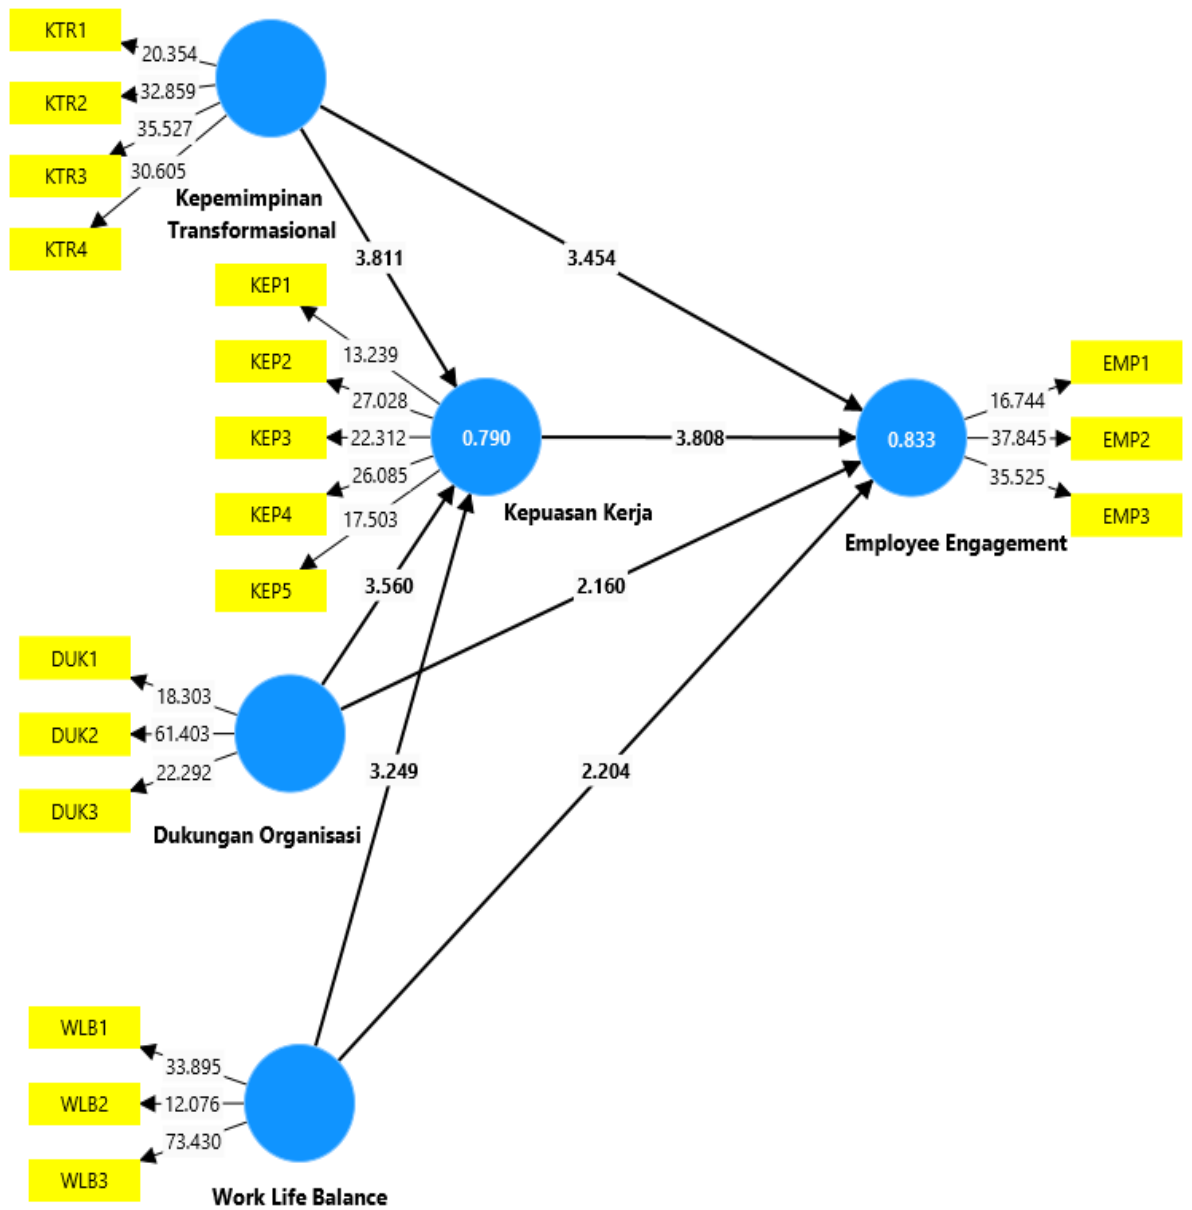 KTR1
20.354
KTR2
32.859
35.527
KTR3
30.605
KTR4
Kepemimpinan
Transformasional
3.811
3.454
KEP1
13.239
KEP2
27.028
KEP3
22.312
26.085
KEP4
17.503
KEP5
0.790
Kepuasan Kerja
3.808
0.833
Employee Engagement
EMP1
16.744
EMP2
37.845
35.525
EMP3
3.560
2.160
DUK1
18.303
DUK2
61.403
22.292
DUK3
Dukungan Organisasi
3.249
2.204
WLB1
33.895
WLB2
12.076
73.430
WLB3
Work Life Balance